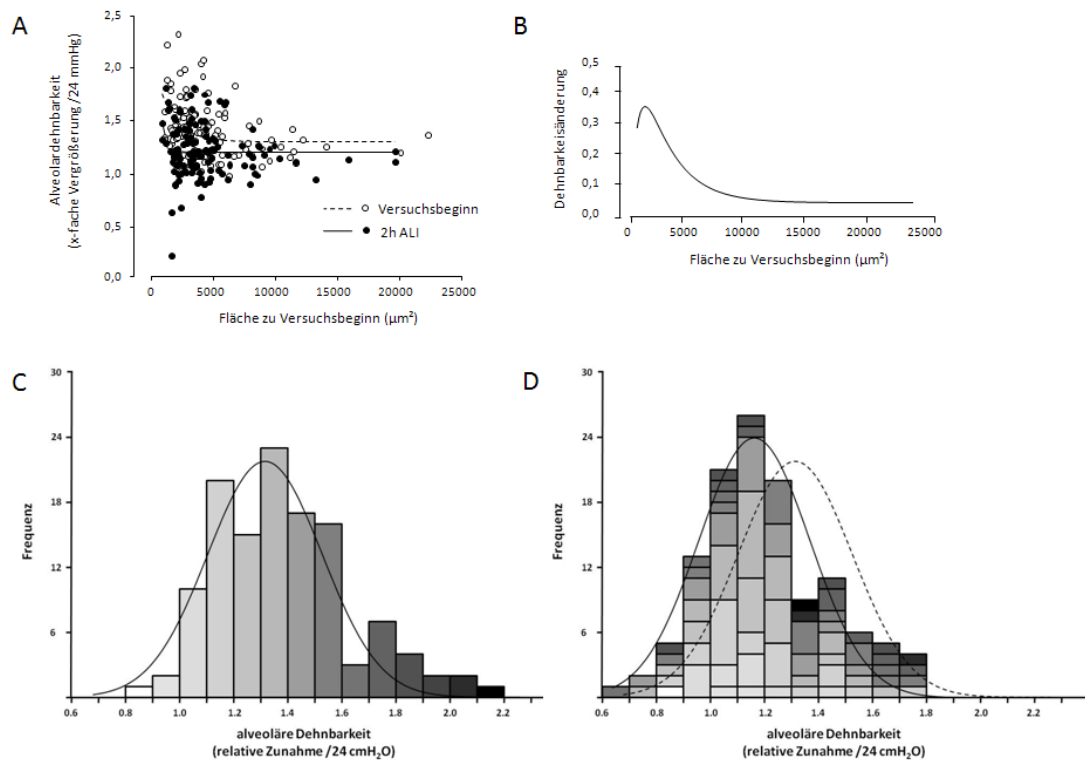 A
2,5
2,0
1,5
1,0
0,5
0,0
Alveolardehnbarkeit
(x-fache Vergrößerung /24 mmHg)
Versuchsbeginn
2h ALI
0 5000 10000 15000 20000 25000
Fläche zu Versuchsbeginn (µm²)
B
0,5
0,4
0,3
0,2
0,1
0,0
Dehnbarkeisänderung
0 5000 10000 15000 20000 25000
Fläche zu Versuchsbeginn (µm²)
C
30
24
18
12
6
Frequenz
0.6 1.0 1.2 1.4 1.6 1.8 2.0 2.2
alveoläre Dehnbarkeit
(relative Zunahme /24 cmH₂O)
D
30
24
18
12
6
Frequenz
0.6 0.8 1.0 1.2 1.4 1.6 1.8 2.0 2.2
alveoläre Dehnbarkeit
(relative Zunahme /24 cmH₂O)